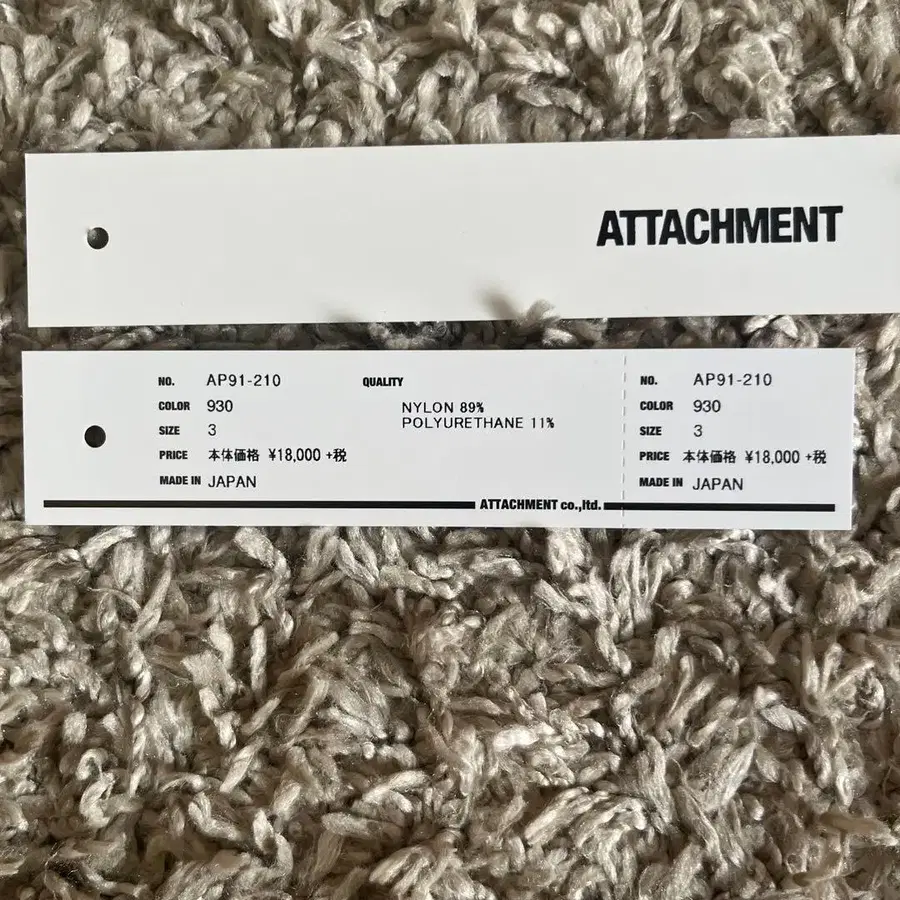 ATTACHMENT
NO. AP91-210
COLOR 930
SIZE 3
PRICE 本体価格 ¥18,000 +税
MADE IN JAPAN
QUALITY
NYLON 89%
POLYURETHANE 11%
ATTACHMENT co.,ltd.
NO. AP91-210
COLOR 930
SIZE 3
PRICE 本体価格 ¥18,000 +税
MADE IN JAPAN